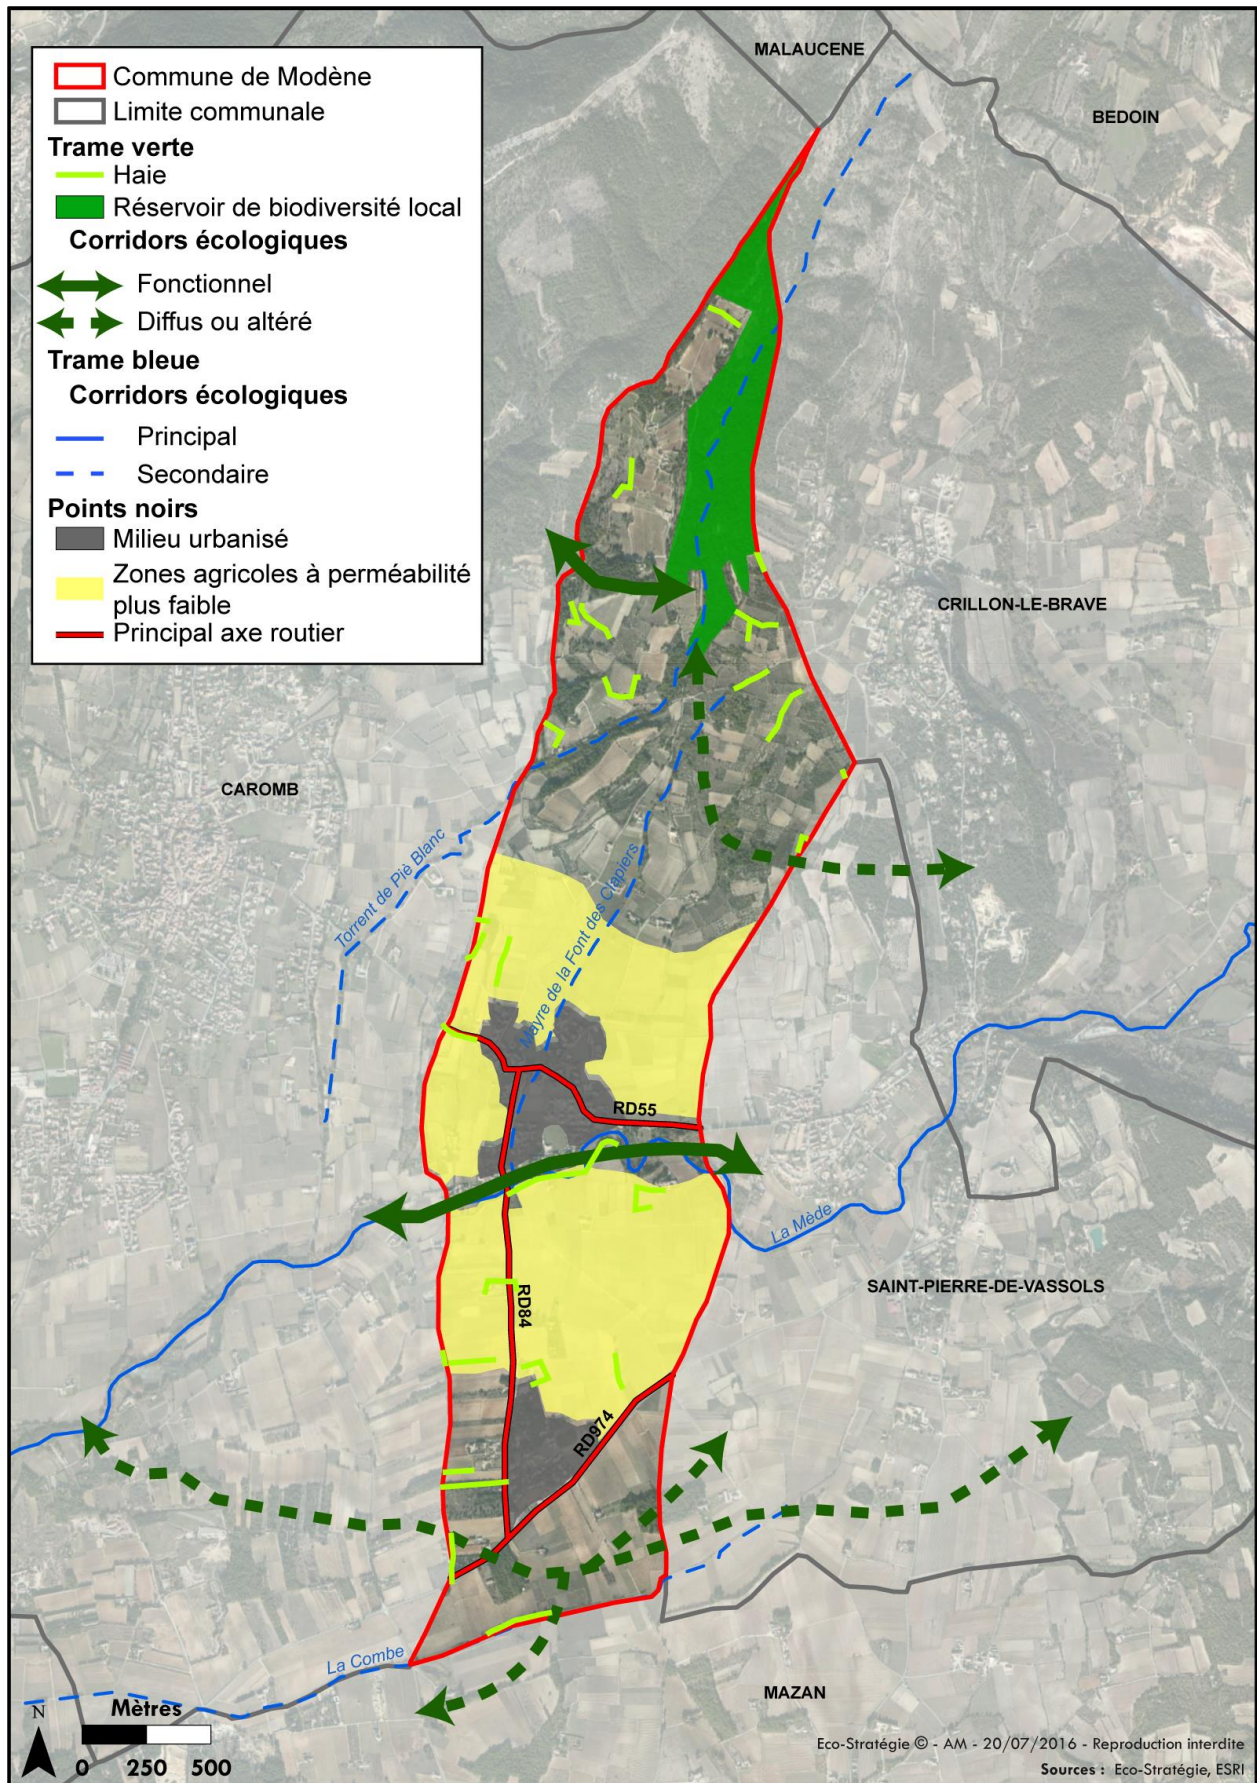 Commune de Modène
Limite communale
Trame verte
Haie
Réservoir de biodiversité local
Corridors écologiques
Fonctionnel
Diffus ou altéré
Trame bleue
Corridors écologiques
Principal
Secondaire
Points noirs
Milieu urbanisé
Zones agricoles à perméabilité
plus faible
Principal axe routier
MALAUCENE
BEDOIN
CRILLON-LE-BRAVE
CAROMB
Torrent de Piè Blanc
Mayre de la Font des Clapiers
RD55
La Mède
SAINT-PIERRE-DE-VASSOLS
RD84
RD974
La Combe
MAZAN
N
Mètres
0 250 500
Eco-Stratégie © - AM - 20/07/2016 - Reproduction interdite
Sources : Eco-Stratégie, ESRI